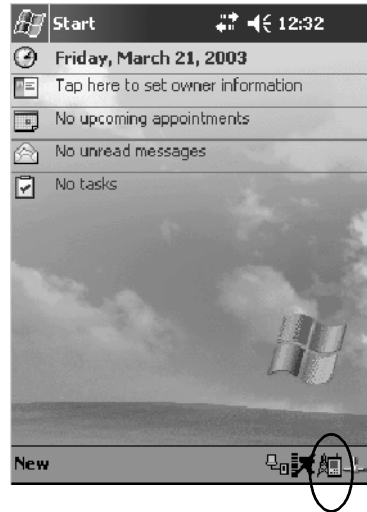 Start 12:32
Friday, March 21, 2003
Tap here to set owner information
No upcoming appointments
No unread messages
No tasks
New